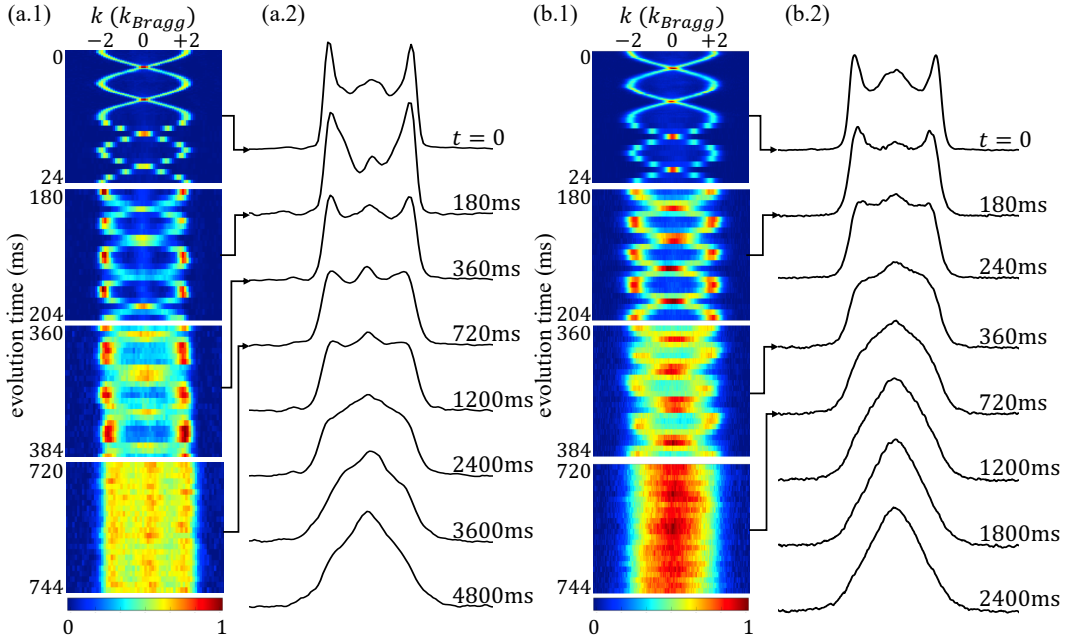 (a.1)
k (k_Bragg)
−2 0 +2
0
24
180
204
360
384
720
744
evolution time (ms)
0 1
(a.2)
t = 0
180ms
360ms
720ms
1200ms
2400ms
3600ms
4800ms
(b.1)
k (k_Bragg)
−2 0 +2
0
24
180
204
360
384
720
744
evolution time (ms)
0 1
(b.2)
t = 0
180ms
240ms
360ms
720ms
1200ms
1800ms
2400ms